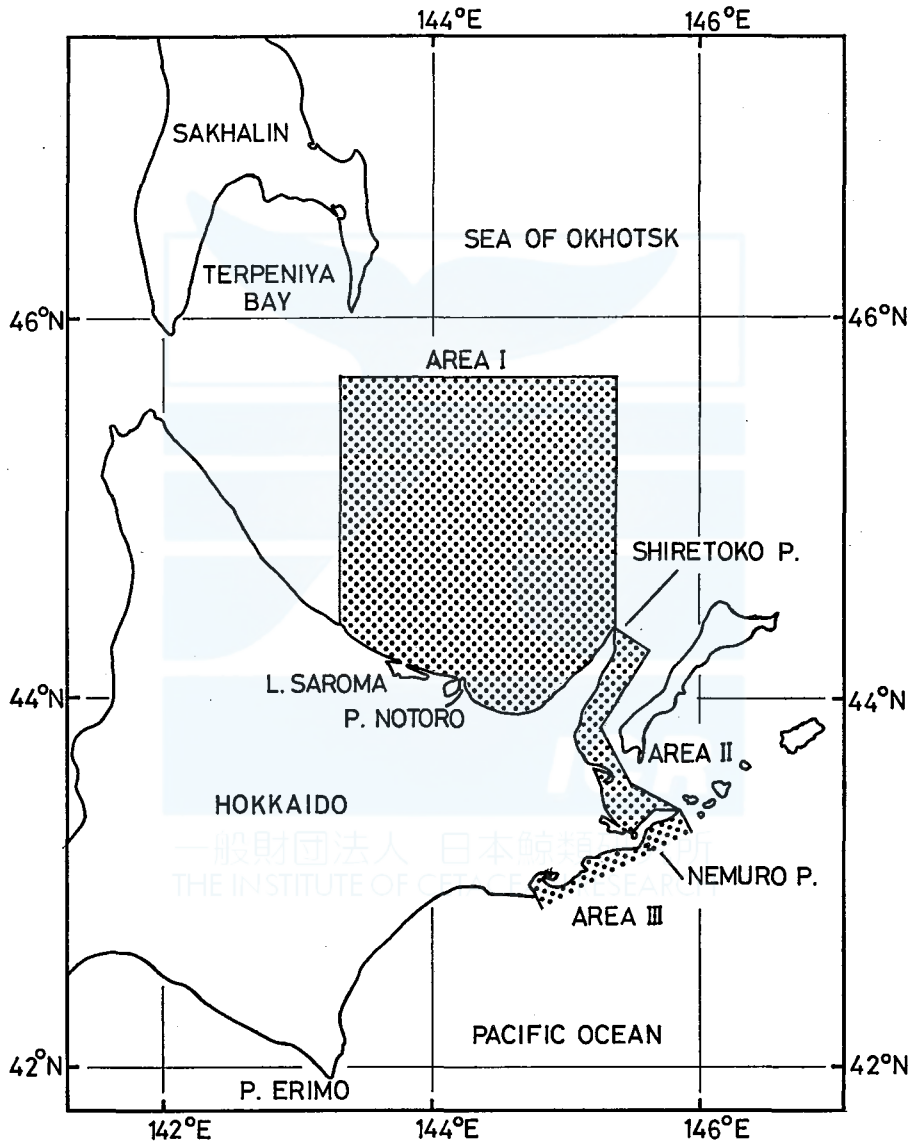 144°E
146°E
SAKHALIN
SEA OF OKHOTSK
TERPENIYA
BAY
46°N
46°N
AREA I
SHIRETOKO P.
L. SAROMA
44°N
44°N
P. NOTORO
AREA II
HOKKAIDO
一般財団法人 日本鯨類 所
THE INSTITUTE OF CETACEAN RESEARCH
NEMURO P.
AREA III
PACIFIC OCEAN
42°N
42°N
P. ERIMO
142°E
144°E
146°E